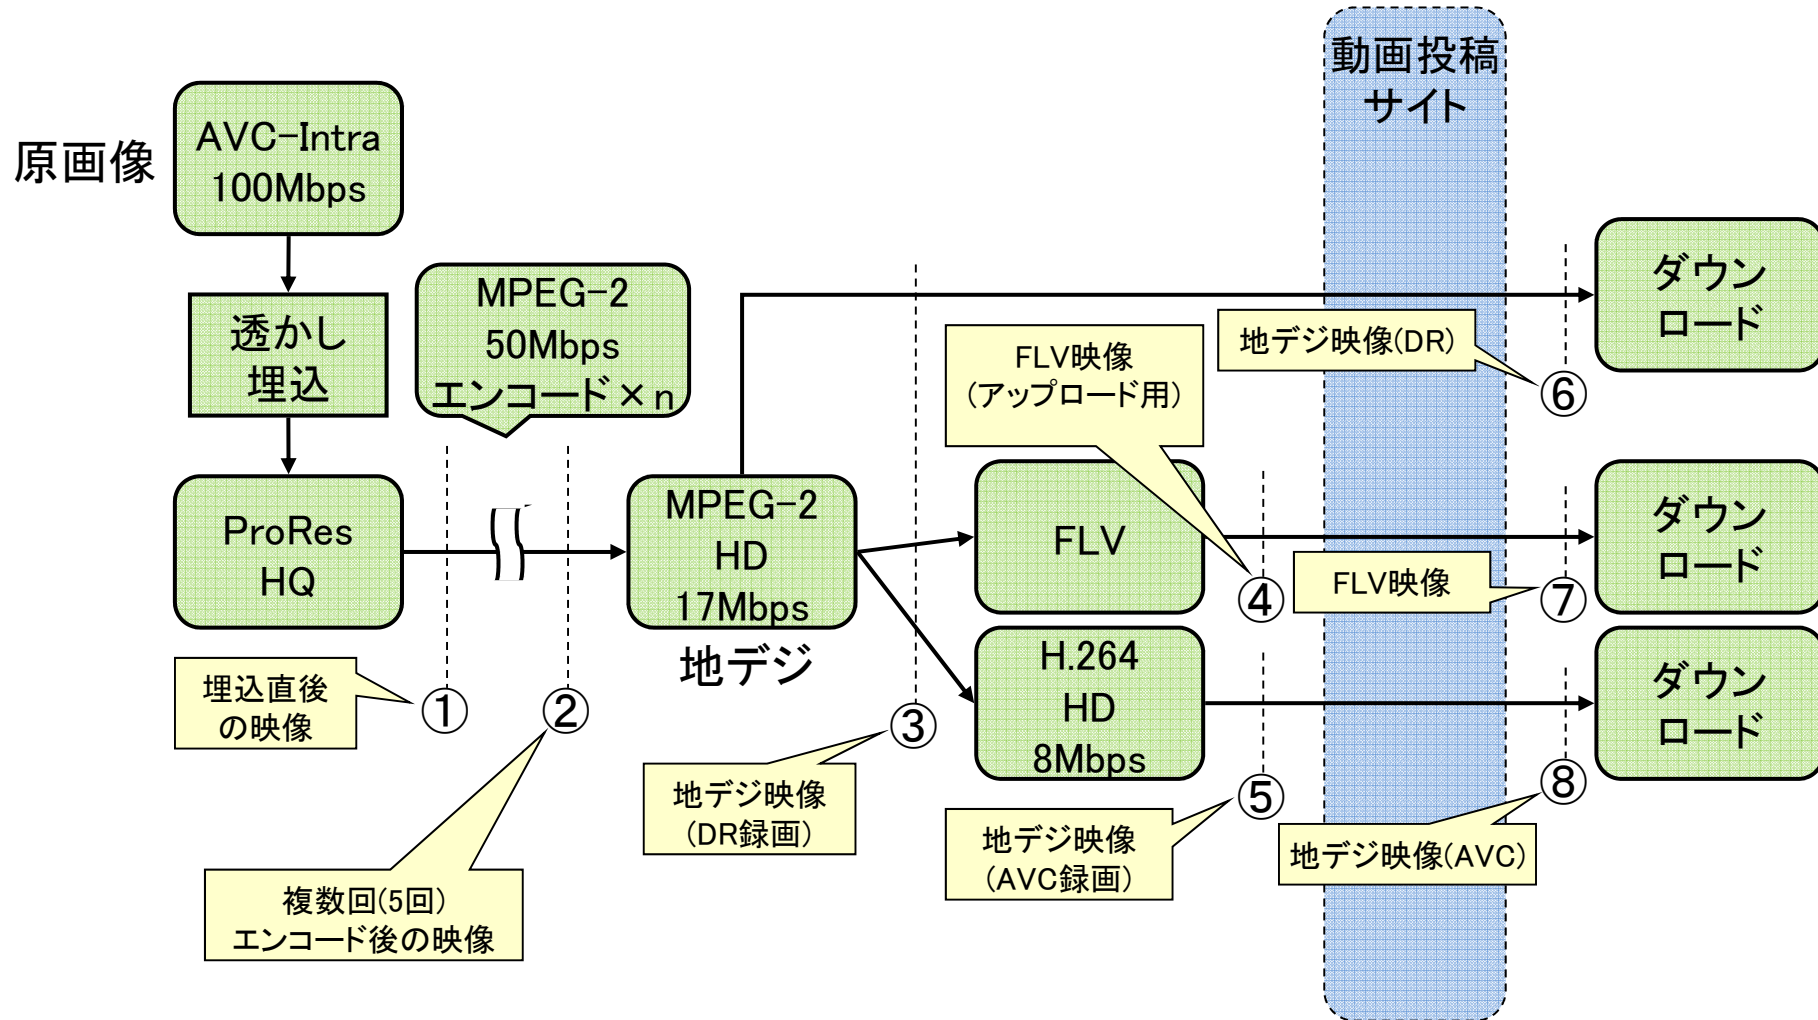 動画投稿
サイト
原画像
AVC-Intra
100Mbps
透かし
埋込
MPEG-2
50Mbps
エンコード×n
ProRes
HQ
MPEG-2
HD
17Mbps
地デジ
FLV映像
(アップロード用)
地デジ映像(DR)
⑥
ダウン
ロード
FLV
④
FLV映像
⑦
ダウン
ロード
H.264
HD
8Mbps
⑤
⑧
ダウン
ロード
埋込直後
の映像
①
②
③
複数回(5回)
エンコード後の映像
地デジ映像
(DR録画)
地デジ映像
(AVC録画)
地デジ映像(AVC)